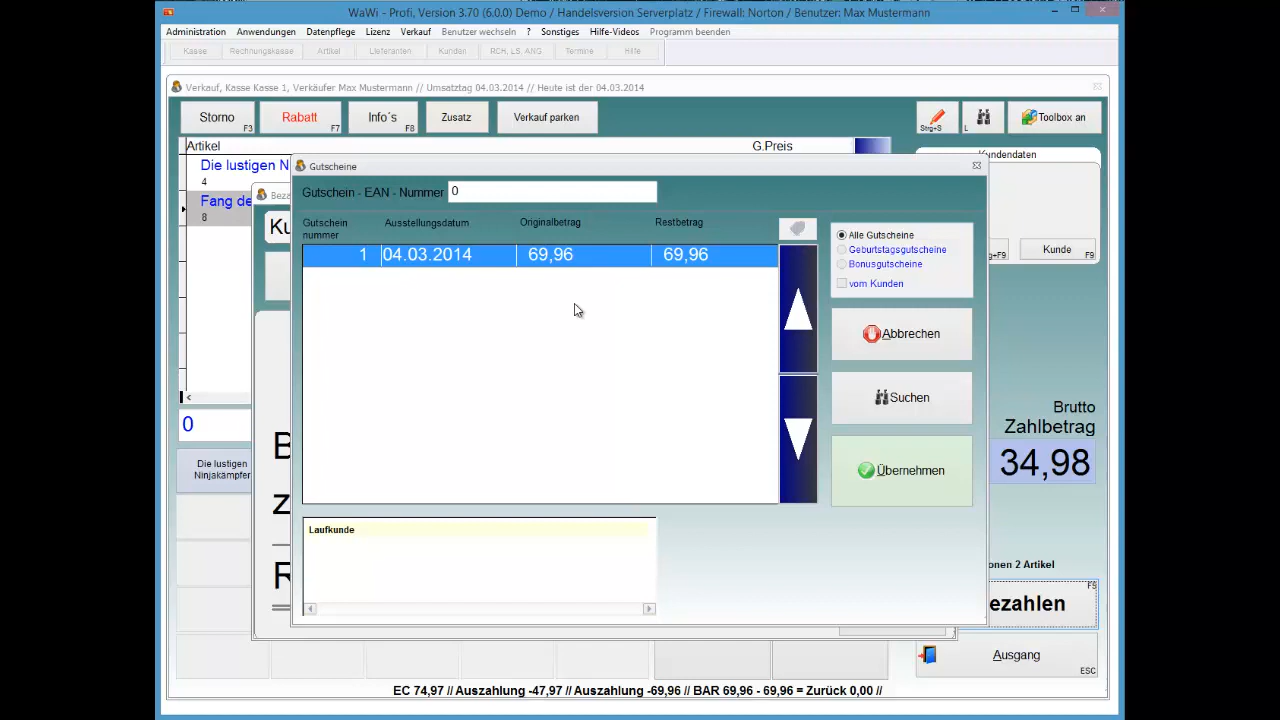 WaWi - Profi, Version 3.70 (6.0.0) Demo / Handelsversion Serverplatz / Firewall: Norton / Benutzer: Max Mustermann
Administration Anwendungen Datenpflege Lizenz Verkauf Benutzer wechseln ? Sonstiges Hilfe-Videos Programm beenden
Kasse Rechnungskasse Artikel Lieferanten Kunden RCH, LS, ANG Termine Hilfe
Verkauf, Kasse Kasse 1, Verkäufer Max Mustermann // Umsatztag 04.03.2014 // Heute ist der 04.03.2014
Storno F3 Rabatt F7 Info´s F8 Zusatz Verkauf parken Strg+S L Toolbox an
Artikel G.Preis
Kundendaten
Die lustigen N
4
Fang de
8
Beza
Ku
Gutscheine
Gutschein - EAN - Nummer 0
Gutschein nummer Ausstellungsdatum Originalbetrag Restbetrag
1 04.03.2014 69,96 69,96
Alle Gutscheine
Geburtstagsgutscheine
Bonusgutscheine
vom Kunden
Abbrechen
Suchen
Übernehmen
Laufkunde
g+F9 Kunde F9
Brutto
Zahlbetrag
34,98
0
Die lustigen
Ninjakämpfer
B
z
R
onen 2 Artikel
ezahlen F5
Ausgang ESC
EC 74,97 // Auszahlung -47,97 // Auszahlung -69,96 // BAR 69,96 - 69,96 = Zurück 0,00 //